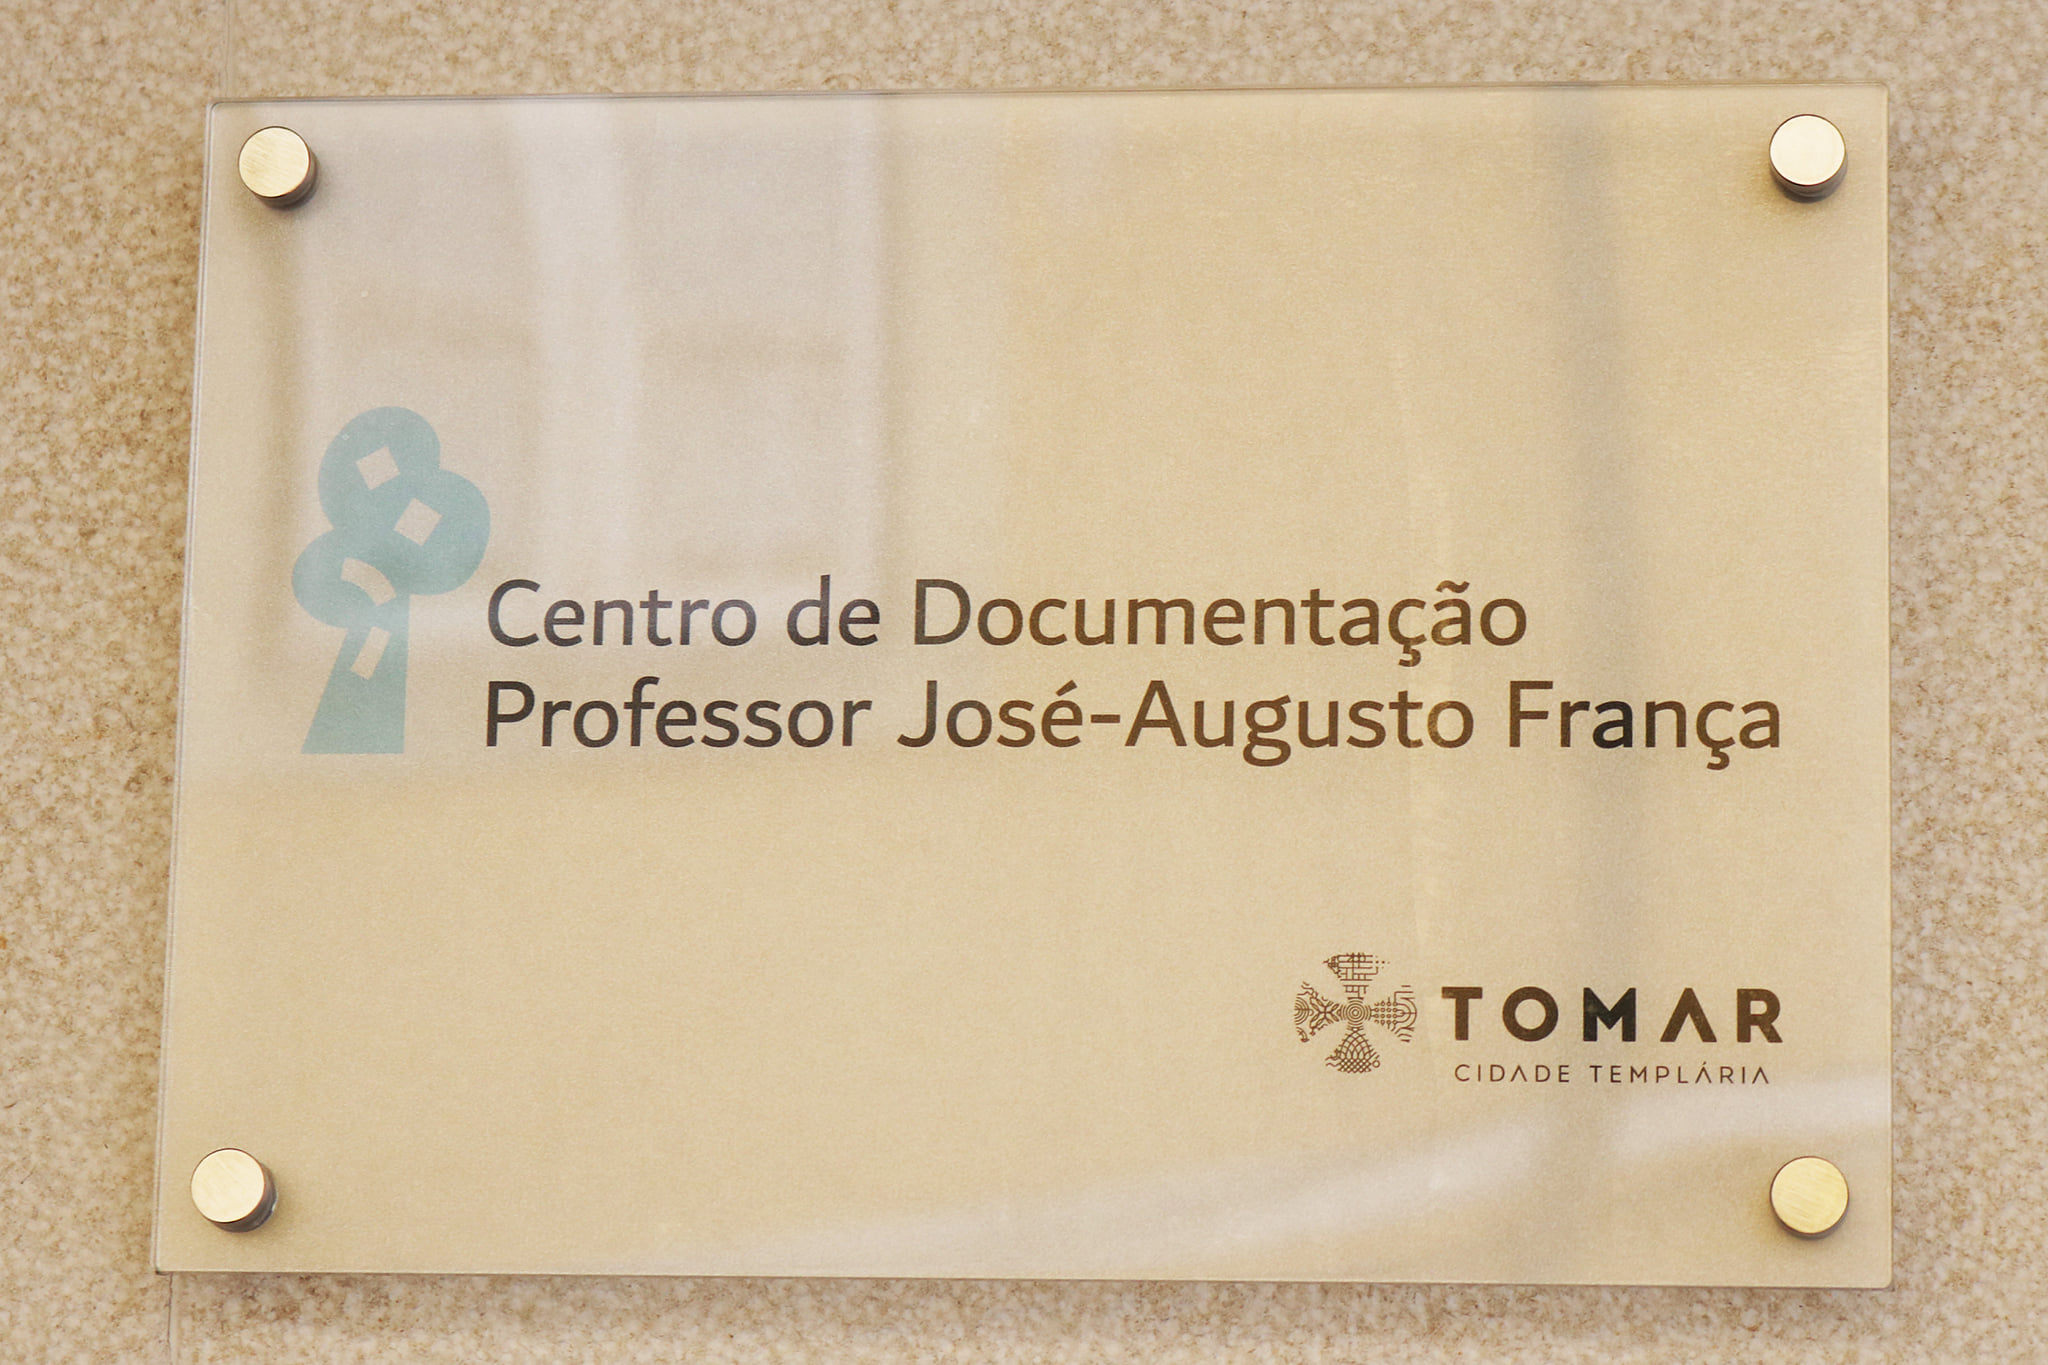 Centro de Documentação
Professor José-Augusto França
TOMAR
CIDADE TEMPLÁRIA